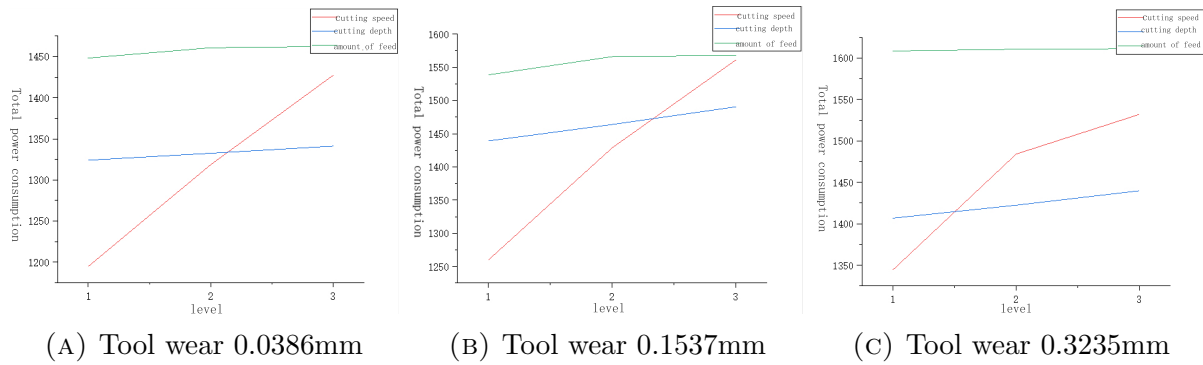 Cutting speed
cutting depth
amount of feed
1450
1400
1350
1300
1250
1200
Total power consumption
1 2 3
level
(A) Tool wear 0.0386mm
Cutting speed
cutting depth
amount of feed
1600
1550
1500
1450
1400
1350
1300
1250
Total power consumption
1 2 3
level
(B) Tool wear 0.1537mm
Cutting speed
cutting depth
amount of feed
1600
1550
1500
1450
1400
1350
Total power consumption
1 2 3
level
(C) Tool wear 0.3235mm